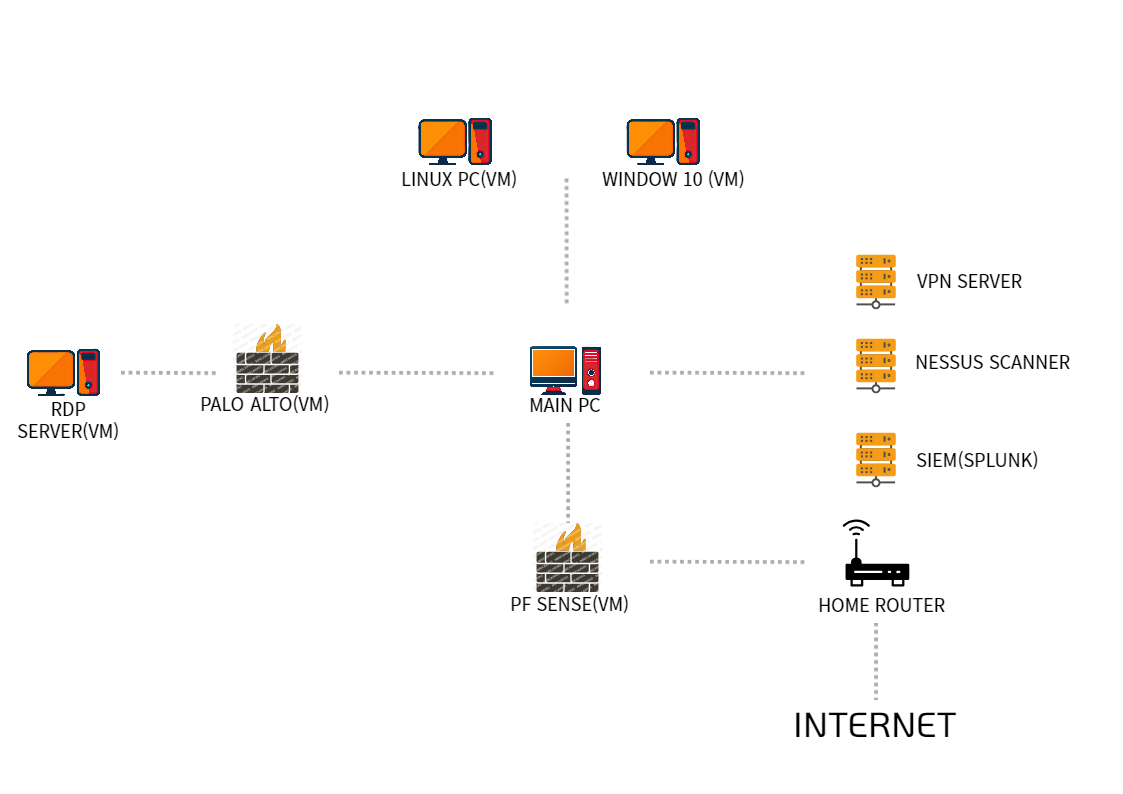 LINUX PC(VM)
WINDOW 10 (VM)
VPN SERVER
NESSUS SCANNER
RDP
SERVER(VM)
PALO ALTO(VM)
MAIN PC
SIEM(SPLUNK)
PF SENSE(VM)
HOME ROUTER
INTERNET